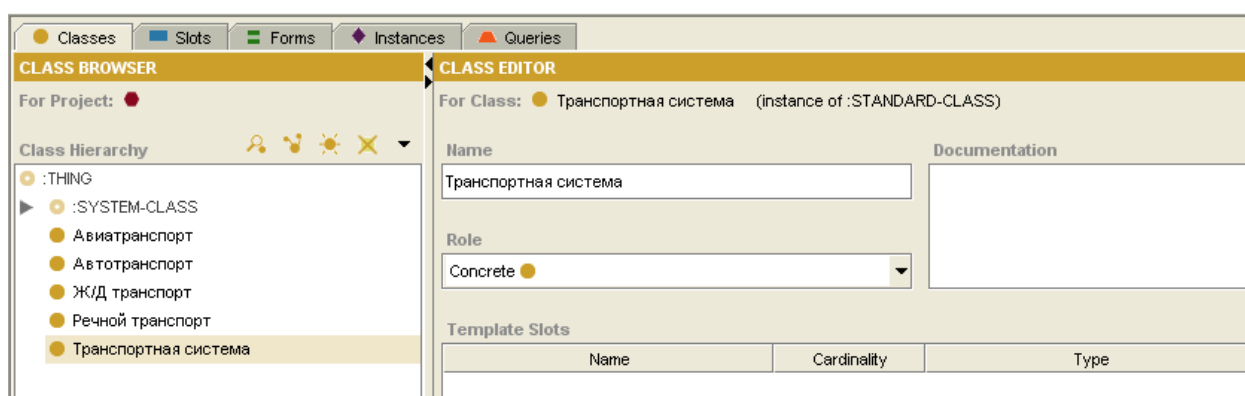 Classes Slots Forms Instances Queries
CLASS BROWSER
For Project:
Class Hierarchy
:THING
:SYSTEM-CLASS
Авиатранспорт
Автотранспорт
Ж/Д транспорт
Речной транспорт
Транспортная система
CLASS EDITOR
For Class: Транспортная система (instance of :STANDARD-CLASS)
Name
Транспортная система
Documentation
Role
Concrete
Template Slots
Name Cardinality Type